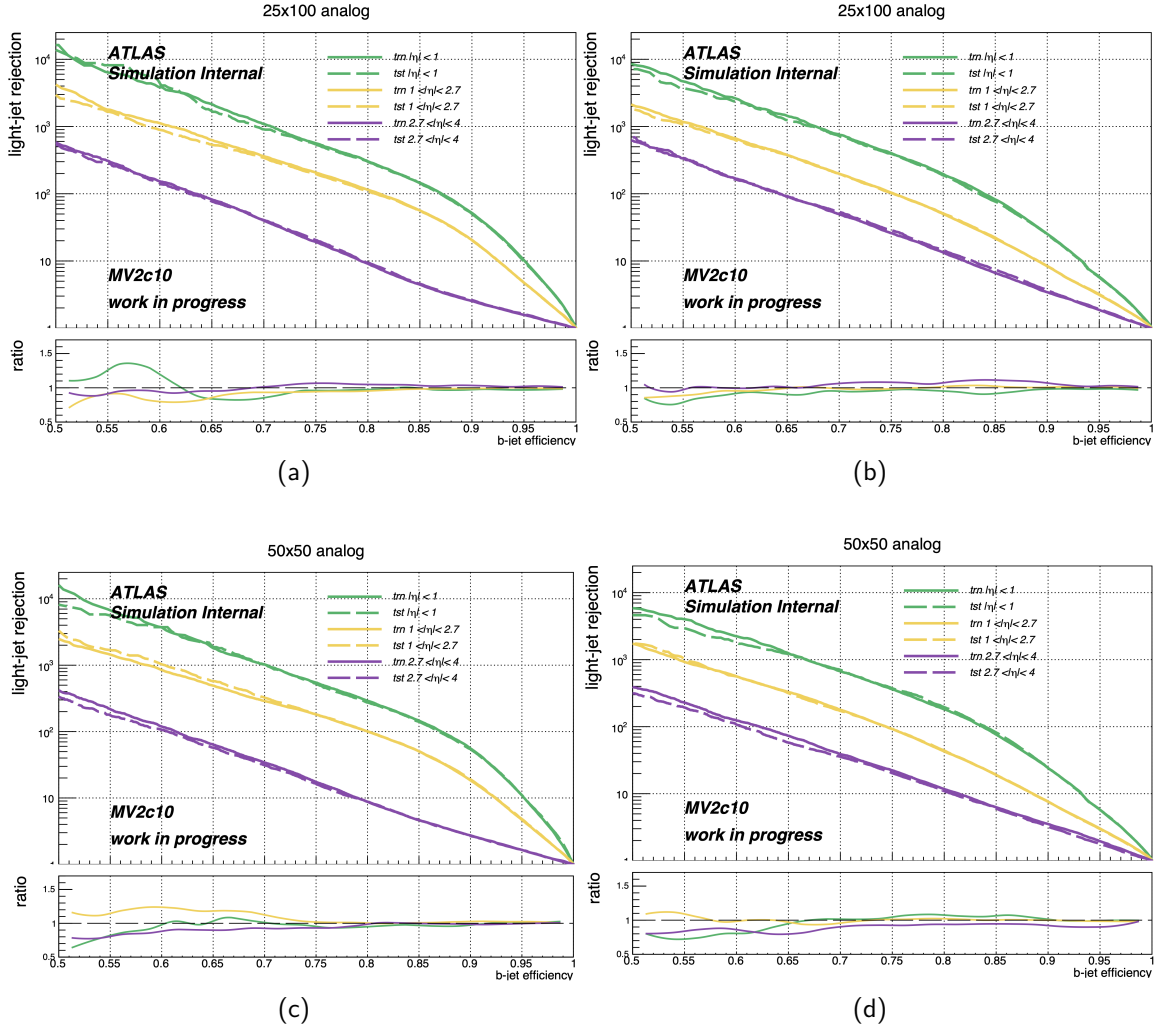 25x100 analog
light-jet rejection
10⁴
10³
10²
10
1
ATLAS
Simulation Internal
trn |η| < 1
tst |η| < 1
trn 1 <|η|< 2.7
tst 1 <|η|< 2.7
trn 2.7 <|η|< 4
tst 2.7 <|η|< 4
MV2c10
work in progress
ratio
1.5
1
0.5
0.5 0.55 0.6 0.65 0.7 0.75 0.8 0.85 0.9 0.95 1
b-jet efficiency
(a)
25x100 analog
light-jet rejection
10⁴
10³
10²
10
1
ATLAS
Simulation Internal
trn |η| < 1
tst |η| < 1
trn 1 <|η|< 2.7
tst 1 <|η|< 2.7
trn 2.7 <|η|< 4
tst 2.7 <|η|< 4
MV2c10
work in progress
ratio
1.5
1
0.5
0.5 0.55 0.6 0.65 0.7 0.75 0.8 0.85 0.9 0.95 1
b-jet efficiency
(b)
50x50 analog
light-jet rejection
10⁴
10³
10²
10
1
ATLAS
Simulation Internal
trn |η| < 1
tst |η| < 1
trn 1 <|η|< 2.7
tst 1 <|η|< 2.7
trn 2.7 <|η|< 4
tst 2.7 <|η|< 4
MV2c10
work in progress
ratio
1.5
1
0.5
0.5 0.55 0.6 0.65 0.7 0.75 0.8 0.85 0.9 0.95 1
b-jet efficiency
(c)
50x50 analog
light-jet rejection
10⁴
10³
10²
10
1
ATLAS
Simulation Internal
trn |η| < 1
tst |η| < 1
trn 1 <|η|< 2.7
tst 1 <|η|< 2.7
trn 2.7 <|η|< 4
tst 2.7 <|η|< 4
MV2c10
work in progress
ratio
1.5
1
0.5
0.5 0.55 0.6 0.65 0.7 0.75 0.8 0.85 0.9 0.95 1
b-jet efficiency
(d)